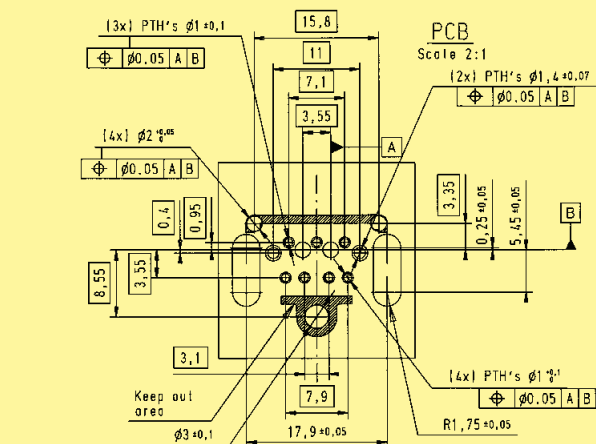 (3x) PTH's ø1 ±0,1
ø0.05 A B
15,8
PCB
Scale 2:1
11
(2x) PTH's ø1,4 ±0,07
ø0.05 A B
7,1
3,55
A
(4x) ø2 +0,05 0
ø0.05 A B
0,4
0,95
3,35
0,25 ±0,05
5,45 ±0,05
B
8,55
3,55
3,1
(4x) PTH's ø1 +0,1 0
ø0.05 A B
Keep out
area
7,9
ø3 ±0,1
17,9 ±0,05
R1,75 ±0,05